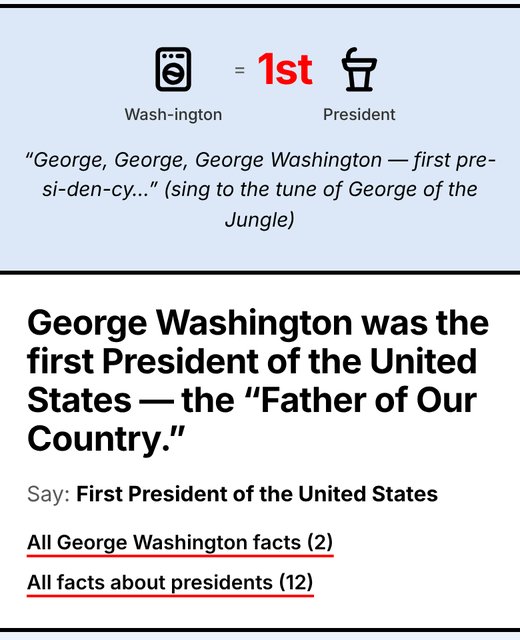 = 1st
Wash-ington President
“George, George, George Washington — first pre-
si-den-cy...” (sing to the tune of George of the
Jungle)
George Washington was the
first President of the United
States — the “Father of Our
Country.”
Say: First President of the United States
All George Washington facts (2)
All facts about presidents (12)